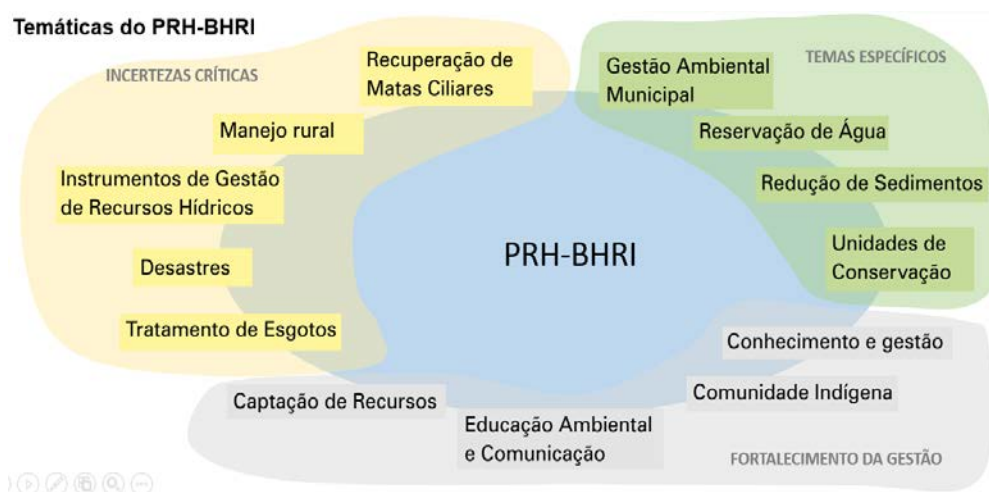 Temáticas do PRH-BHRI
INCERTEZAS CRÍTICAS
Recuperação de
Matas Ciliares
Manejo rural
Instrumentos de Gestão
de Recursos Hídricos
Desastres
Tratamento de Esgotos
TEMAS ESPECÍFICOS
Gestão Ambiental
Municipal
Reservação de Água
Redução de Sedimentos
Unidades de
Conservação
PRH-BHRI
Conhecimento e gestão
Comunidade Indígena
Captação de Recursos
Educação Ambiental
e Comunicação
FORTALECIMENTO DA GESTÃO